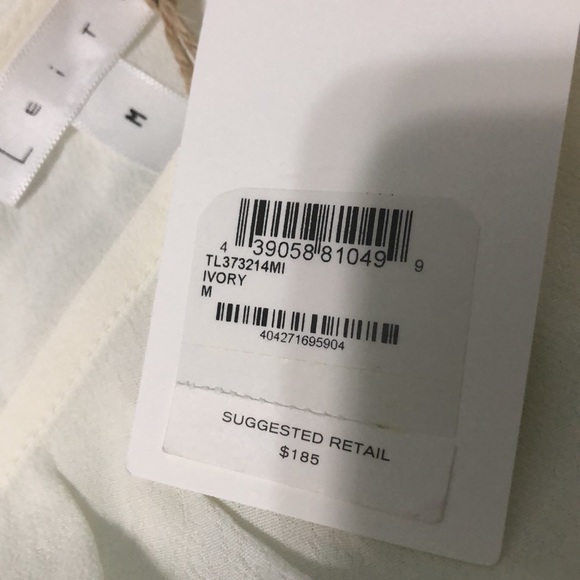 LeiT
M
4 39058 81049 9
TL373214MI
IVORY
M
404271695904
SUGGESTED RETAIL
$185